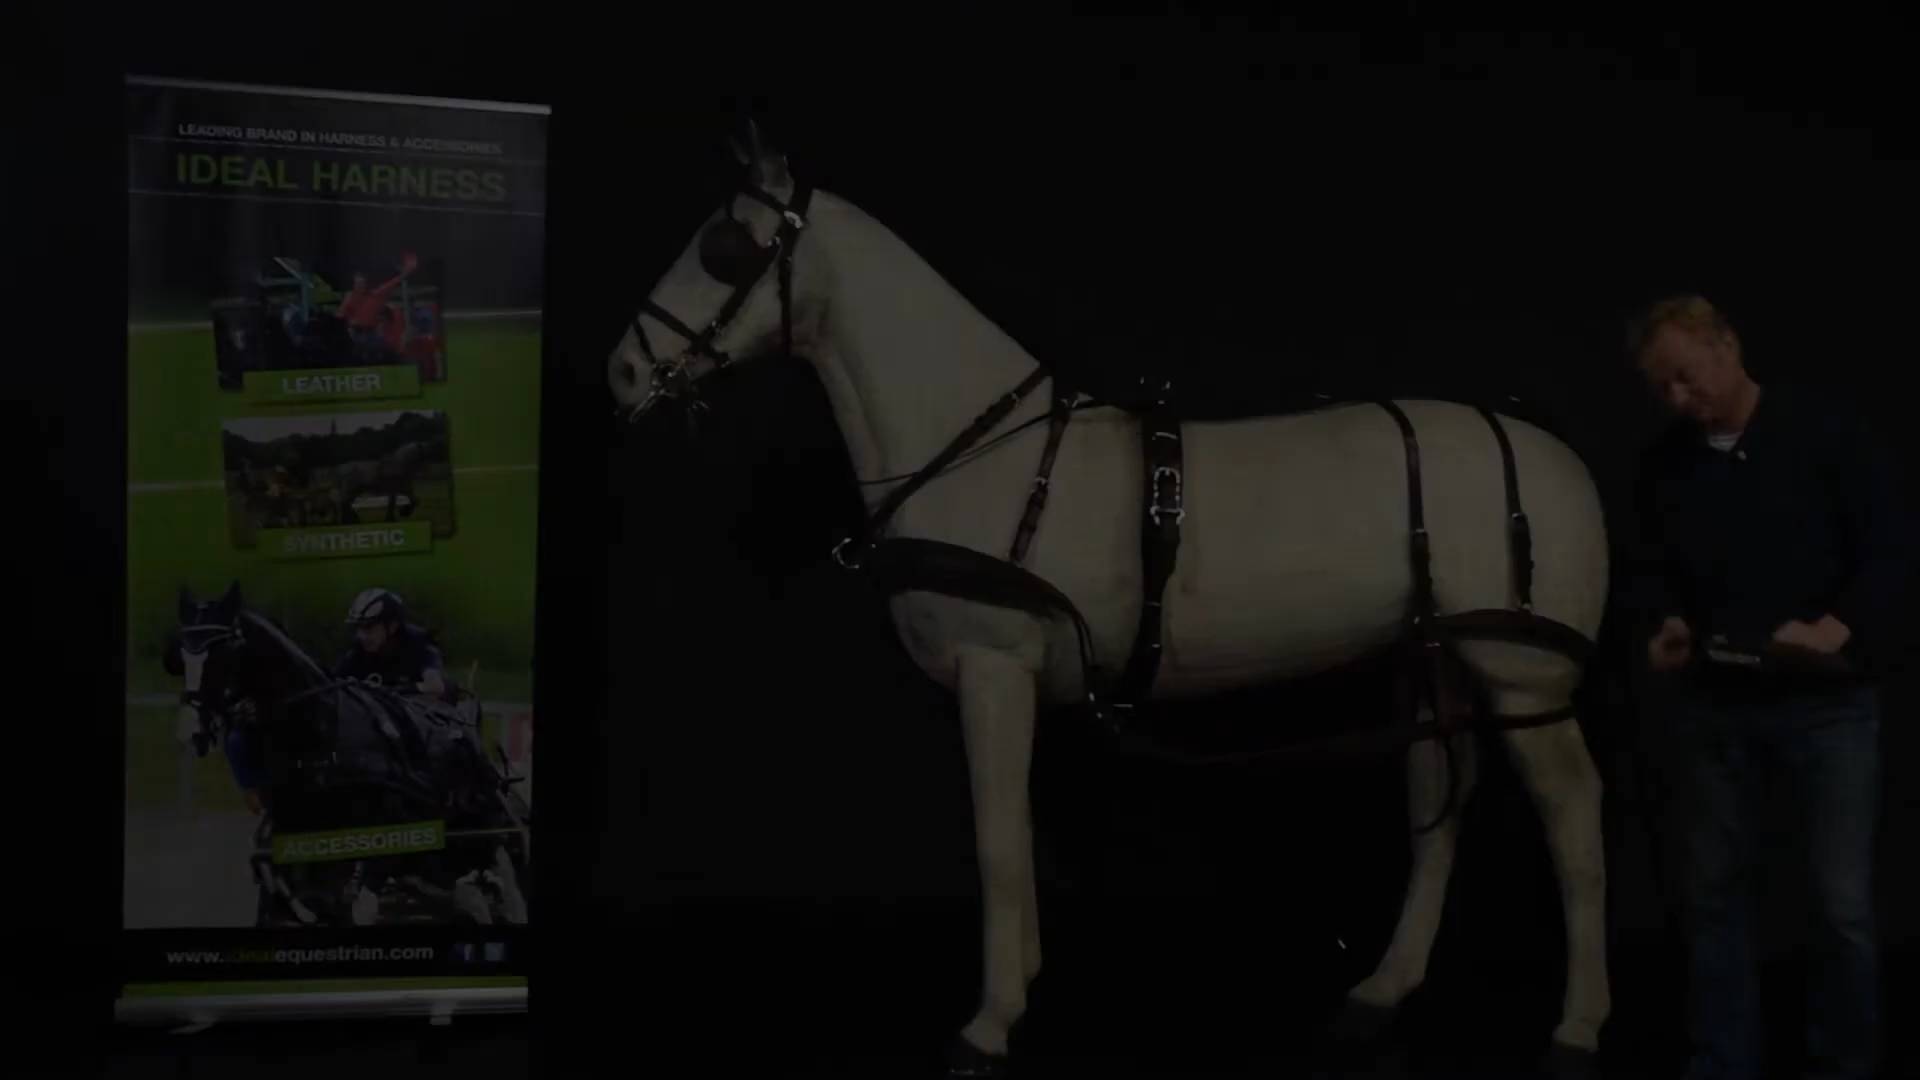 LEADING BRAND IN HARNESS & ACCESSORIES
IDEAL HARNESS
LEATHER
SYNTHETIC
ACCESSORIES
www.idealequestrian.com